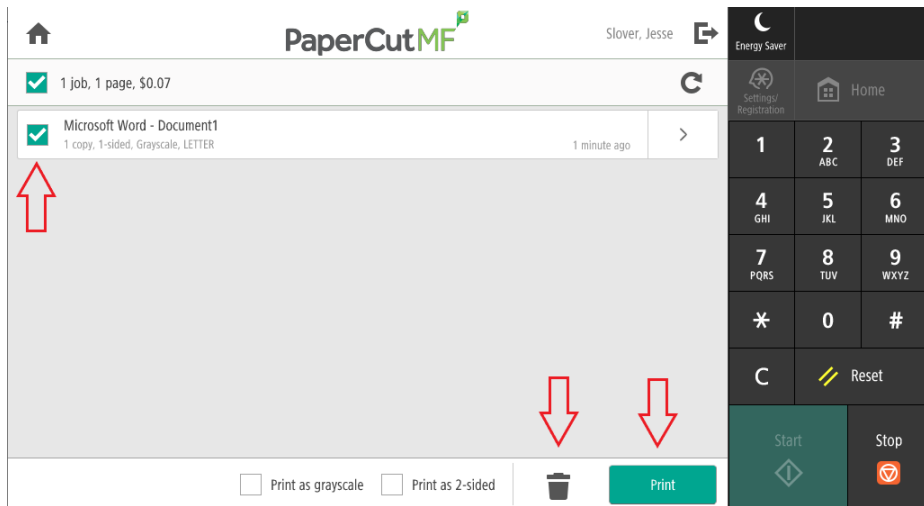 PaperCutMF
Slover, Jesse
1 job, 1 page, $0.07
Microsoft Word - Document1
1 copy, 1-sided, Grayscale, LETTER
1 minute ago
Print as grayscale
Print as 2-sided
Print
Energy Saver
Settings/
Registration
Home
1
2
ABC
3
DEF
4
GHI
5
JKL
6
MNO
7
PQRS
8
TUV
9
WXYZ
*
0
#
C
Reset
Start
Stop